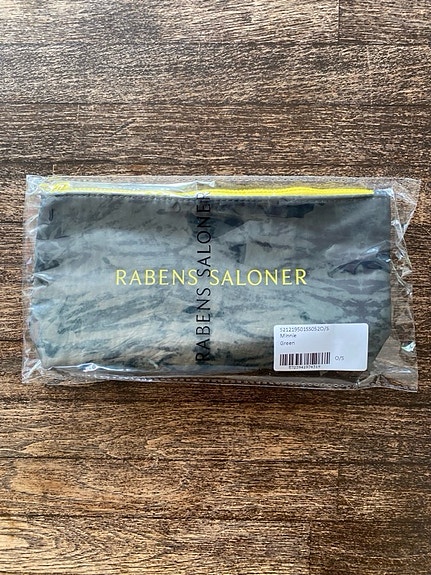 RABENS SALONER
RABENS SALONER
Minnie
Green
O/S